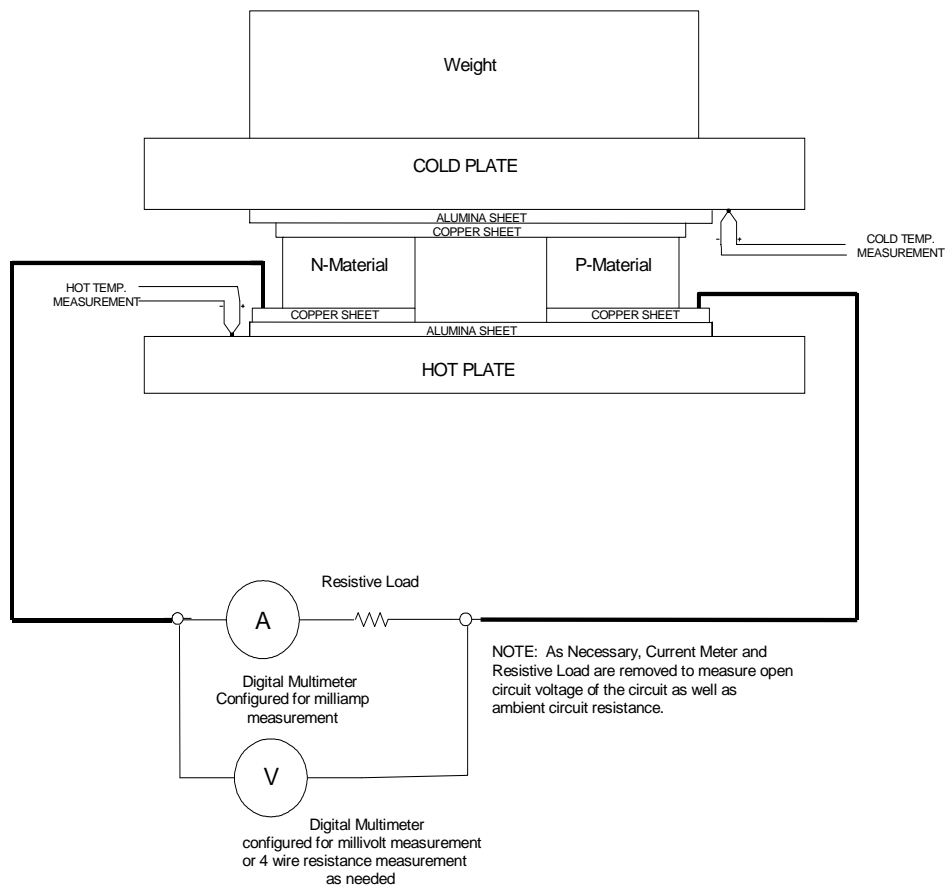 Weight
COLD PLATE
ALUMINA SHEET
COPPER SHEET
N-Material
P-Material
- +
COLD TEMP.
MEASUREMENT
HOT TEMP.
MEASUREMENT
- +
COPPER SHEET
COPPER SHEET
ALUMINA SHEET
HOT PLATE
Resistive Load
A
Digital Multimeter
Configured for milliamp
measurement
NOTE: As Necessary, Current Meter and
Resistive Load are removed to measure open
circuit voltage of the circuit as well as
ambient circuit resistance.
V
Digital Multimeter
configured for millivolt measurement
or 4 wire resistance measurement
as needed